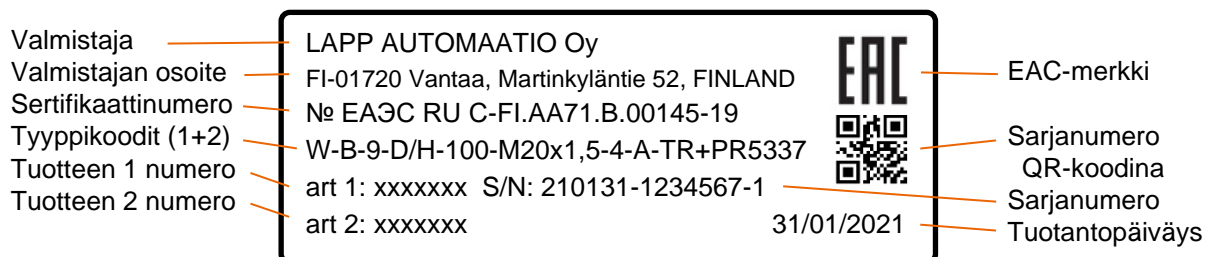 Valmistaja
Valmistajan osoite
Sertifikaattinumero
Tyyppikoodit (1+2)
Tuotteen 1 numero
Tuotteen 2 numero
LAPP AUTOMAATIO Oy
FI-01720 Vantaa, Martinkyläntie 52, FINLAND
№ ЕАЭС RU C-FI.AA71.B.00145-19
W-B-9-D/H-100-M20x1,5-4-A-TR+PR5337
art 1: xxxxxxx S/N: 210131-1234567-1
art 2: xxxxxxx 31/01/2021
EAC
EAC-merkki
Sarjanumero
QR-koodina
Sarjanumero
Tuotantopäiväys